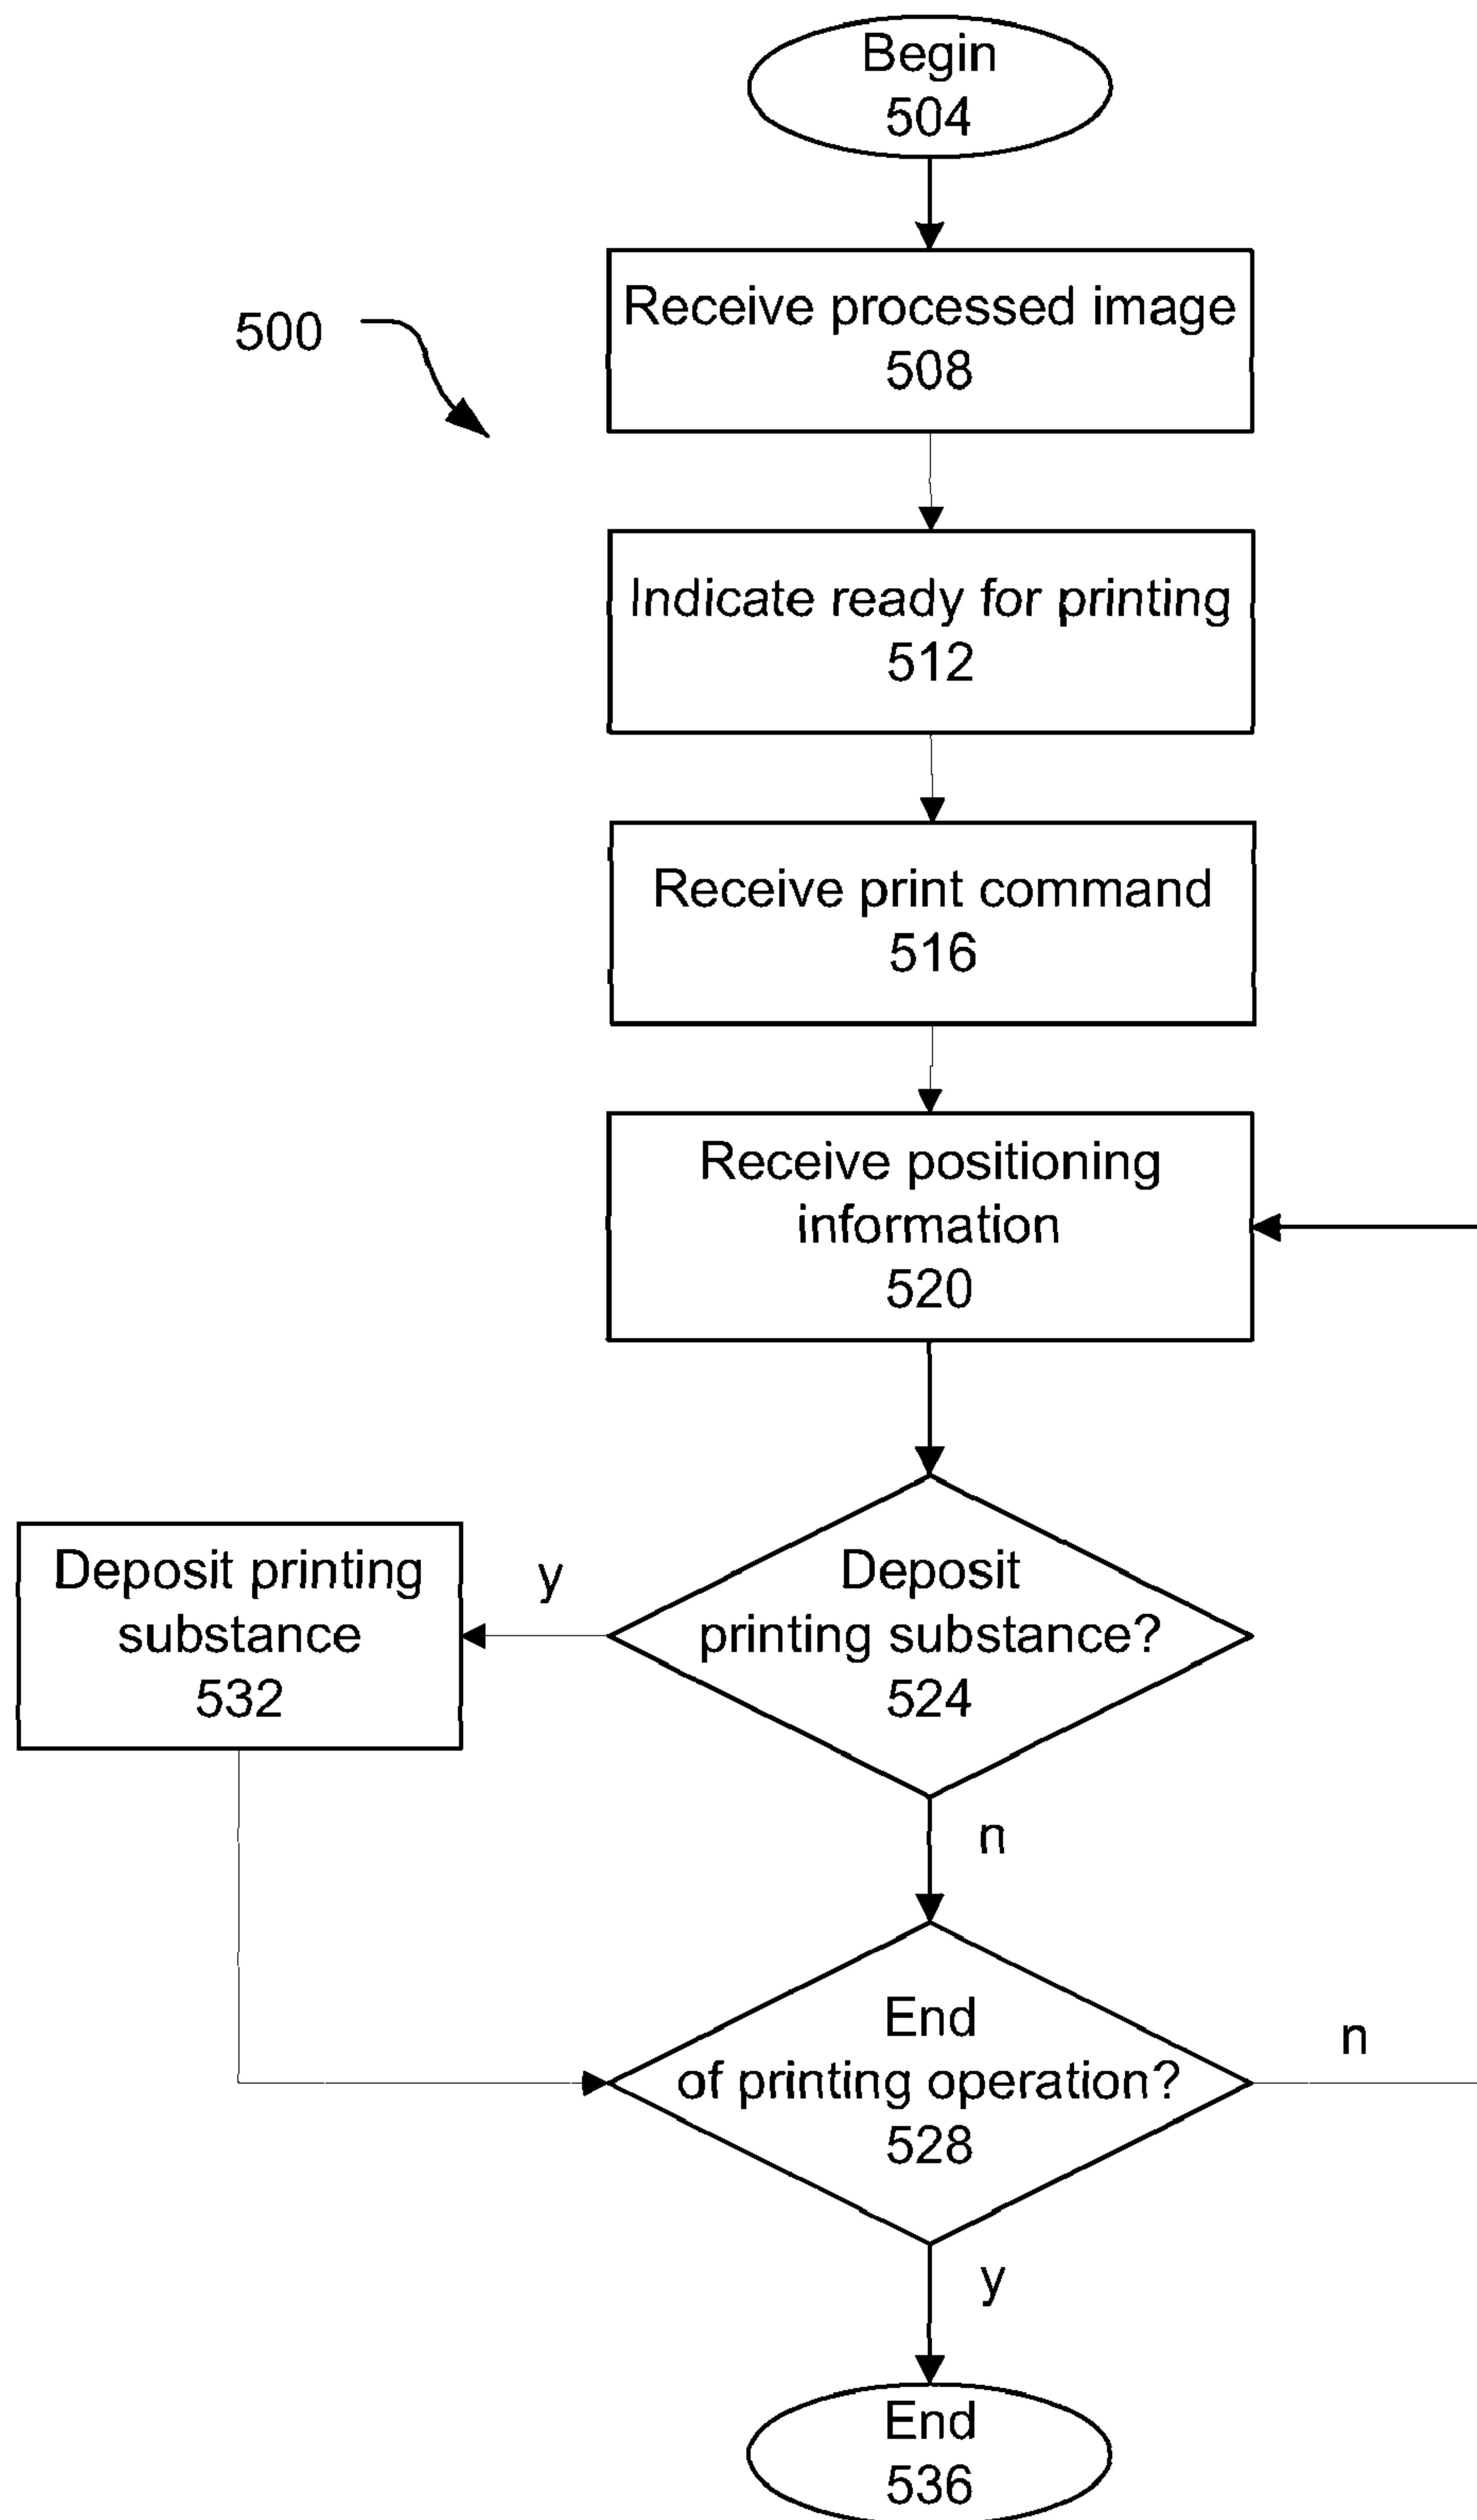 Begin
504
500
Receive processed image
508
Indicate ready for printing
512
Receive print command
516
Receive positioning
information
520
Deposit printing
substance
532
y
Deposit
printing substance?
524
n
End
of printing operation?
528
n
y
End
536